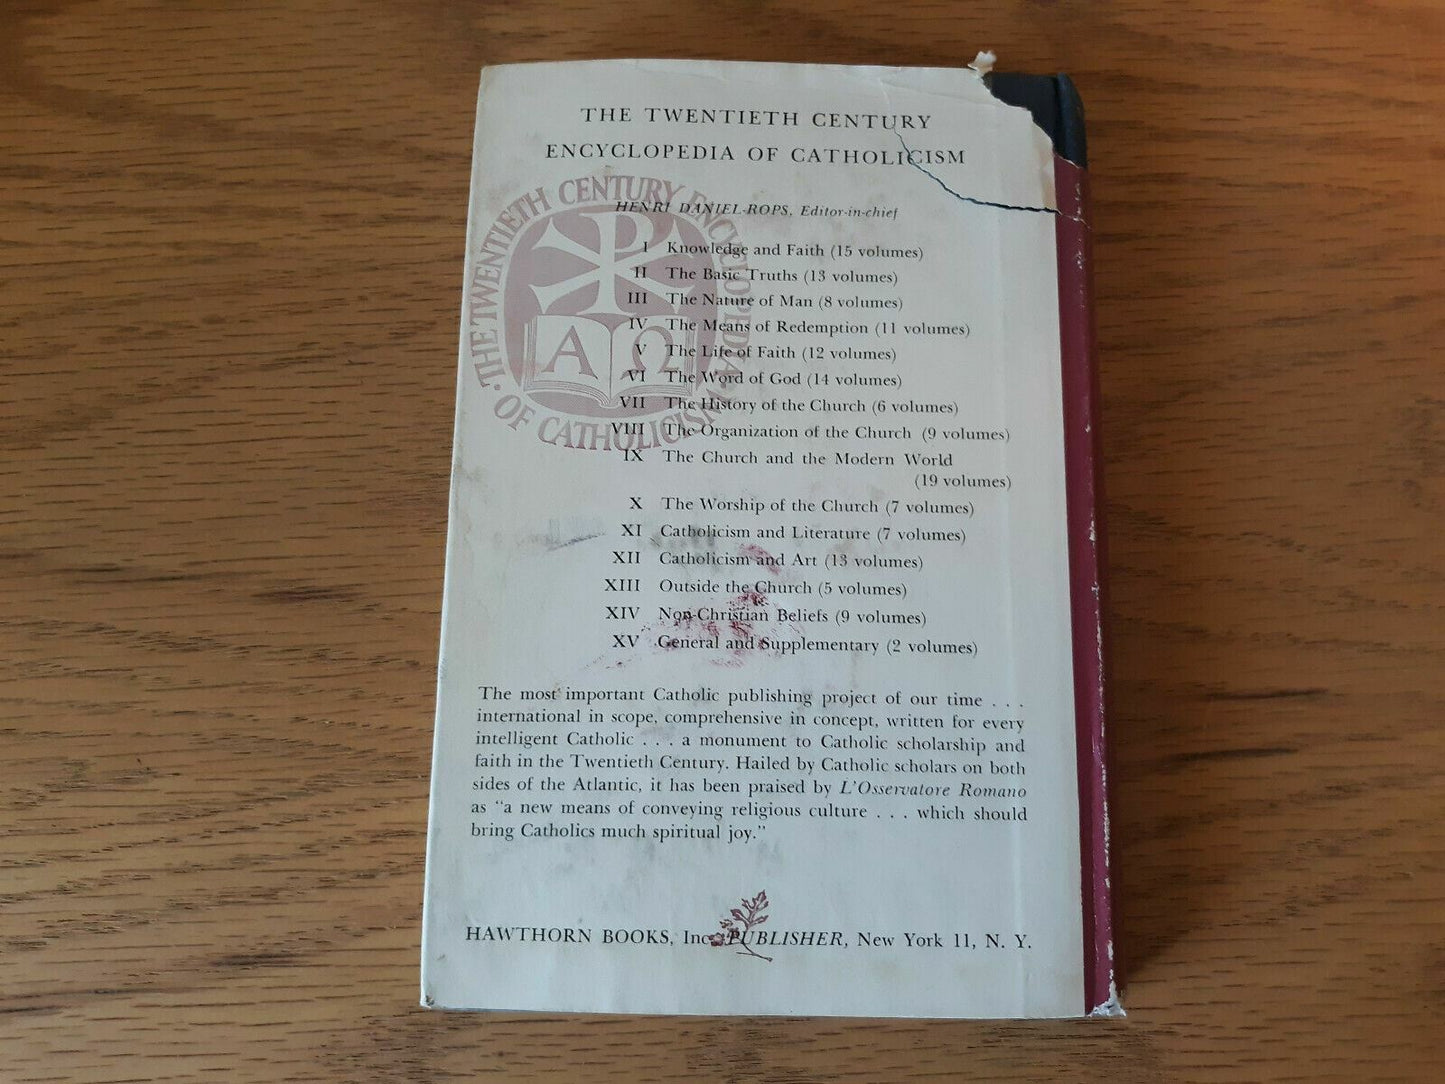 THE TWENTIETH CENTURY
ENCYCLOPEDIA OF CATHOLICISM
· THE TWENTIETH CENTURY ENCYCLOPEDIA OF CATHOLICISM
HENRI DANIEL-ROPS, Editor-in-chief
Α Ω
I Knowledge and Faith (15 volumes)
II The Basic Truths (13 volumes)
III The Nature of Man (8 volumes)
IV The Means of Redemption (11 volumes)
V The Life of Faith (12 volumes)
VI The Word of God (14 volumes)
VII The History of the Church (6 volumes)
VIII The Organization of the Church (9 volumes)
IX The Church and the Modern World
(19 volumes)
X The Worship of the Church (7 volumes)
XI Catholicism and Literature (7 volumes)
XII Catholicism and Art (13 volumes)
XIII Outside the Church (5 volumes)
XIV Non-Christian Beliefs (9 volumes)
XV General and Supplementary (2 volumes)
The most important Catholic publishing project of our time . . .
international in scope, comprehensive in concept, written for every
intelligent Catholic . . . a monument to Catholic scholarship and
faith in the Twentieth Century. Hailed by Catholic scholars on both
sides of the Atlantic, it has been praised by L'Osservatore Romano
as "a new means of conveying religious culture . . . which should
bring Catholics much spiritual joy."
HAWTHORN BOOKS, Inc. PUBLISHER, New York 11, N. Y.